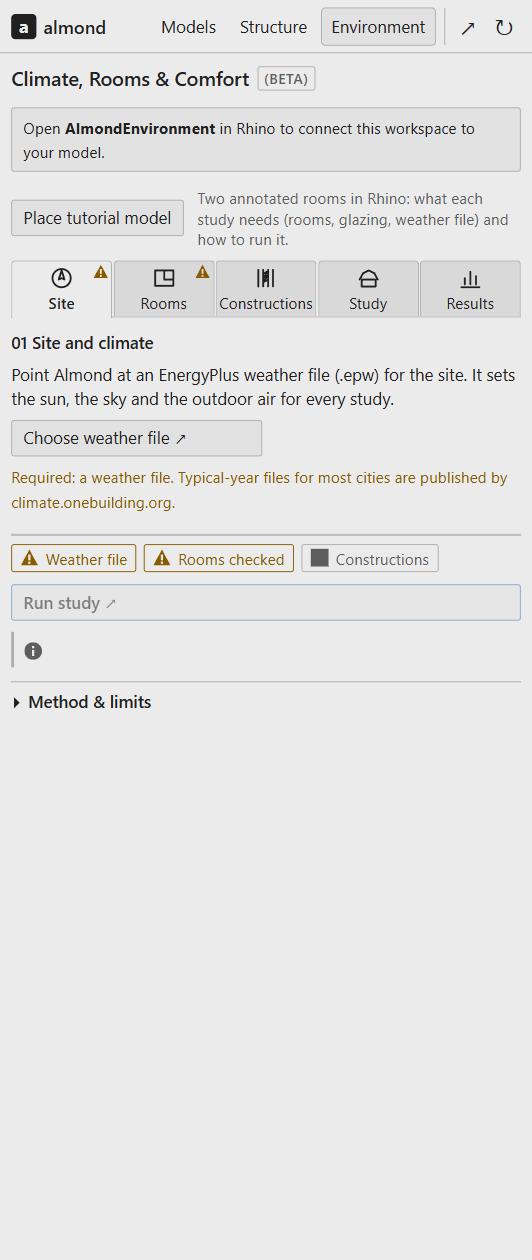 a almond Models Structure Environment ↗ ↻
Climate, Rooms & Comfort (BETA)
Open AlmondEnvironment in Rhino to connect this workspace to
your model.
Place tutorial model
Two annotated rooms in Rhino: what each
study needs (rooms, glazing, weather file) and
how to run it.
Site Rooms Constructions Study Results
01 Site and climate
Point Almond at an EnergyPlus weather file (.epw) for the site. It sets
the sun, the sky and the outdoor air for every study.
Choose weather file ↗
Required: a weather file. Typical-year files for most cities are published by
climate.onebuilding.org.
Weather file Rooms checked Constructions
Run study ↗
Method & limits